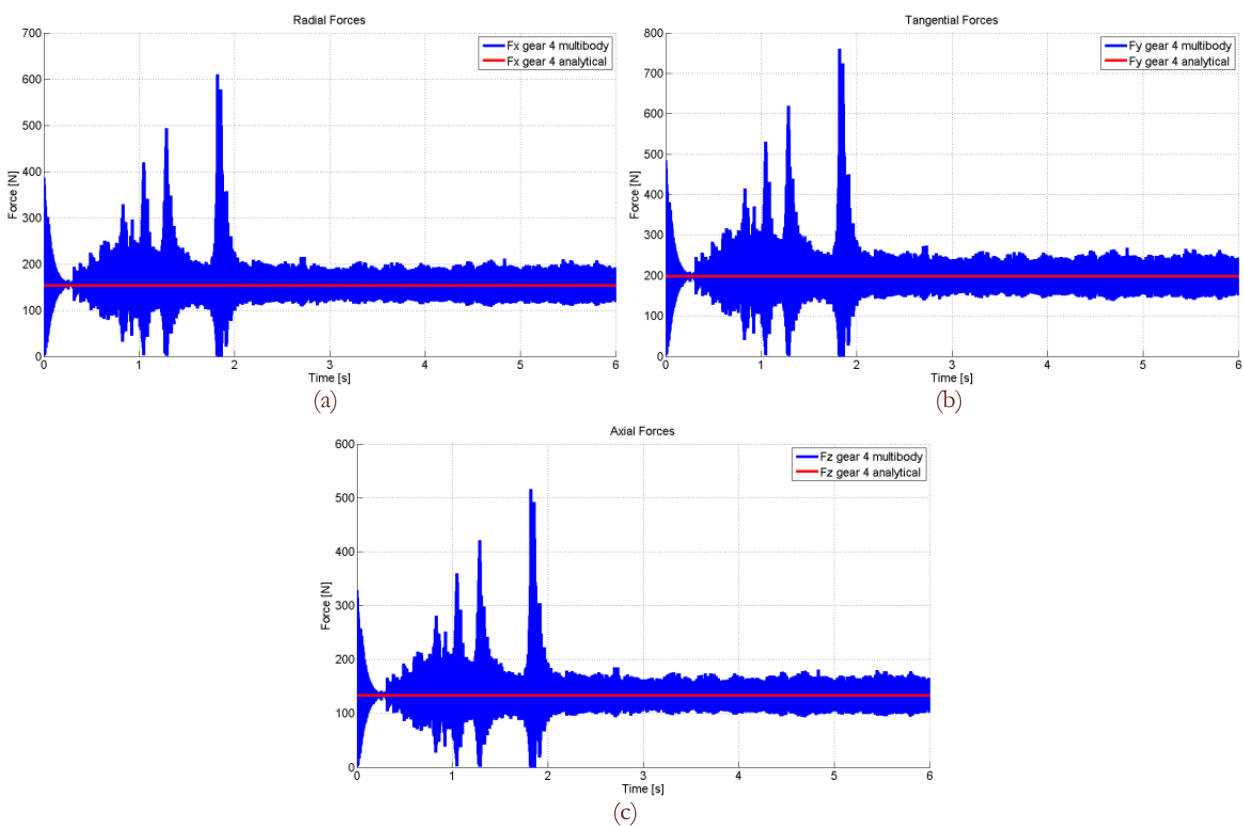 Radial Forces
700
600
500
400
300
200
100
0
Force [N]
Fx gear 4 multibody
Fx gear 4 analytical
0 1 2 3 4 5 6
Time [s]
(a)
Tangential Forces
800
700
600
500
400
300
200
100
0
Force [N]
Fy gear 4 multibody
Fy gear 4 analytical
0 1 2 3 4 5 6
Time [s]
(b)
Axial Forces
600
500
400
300
200
100
0
Force [N]
Fz gear 4 multibody
Fz gear 4 analytical
0 1 2 3 4 5 6
Time [s]
(c)